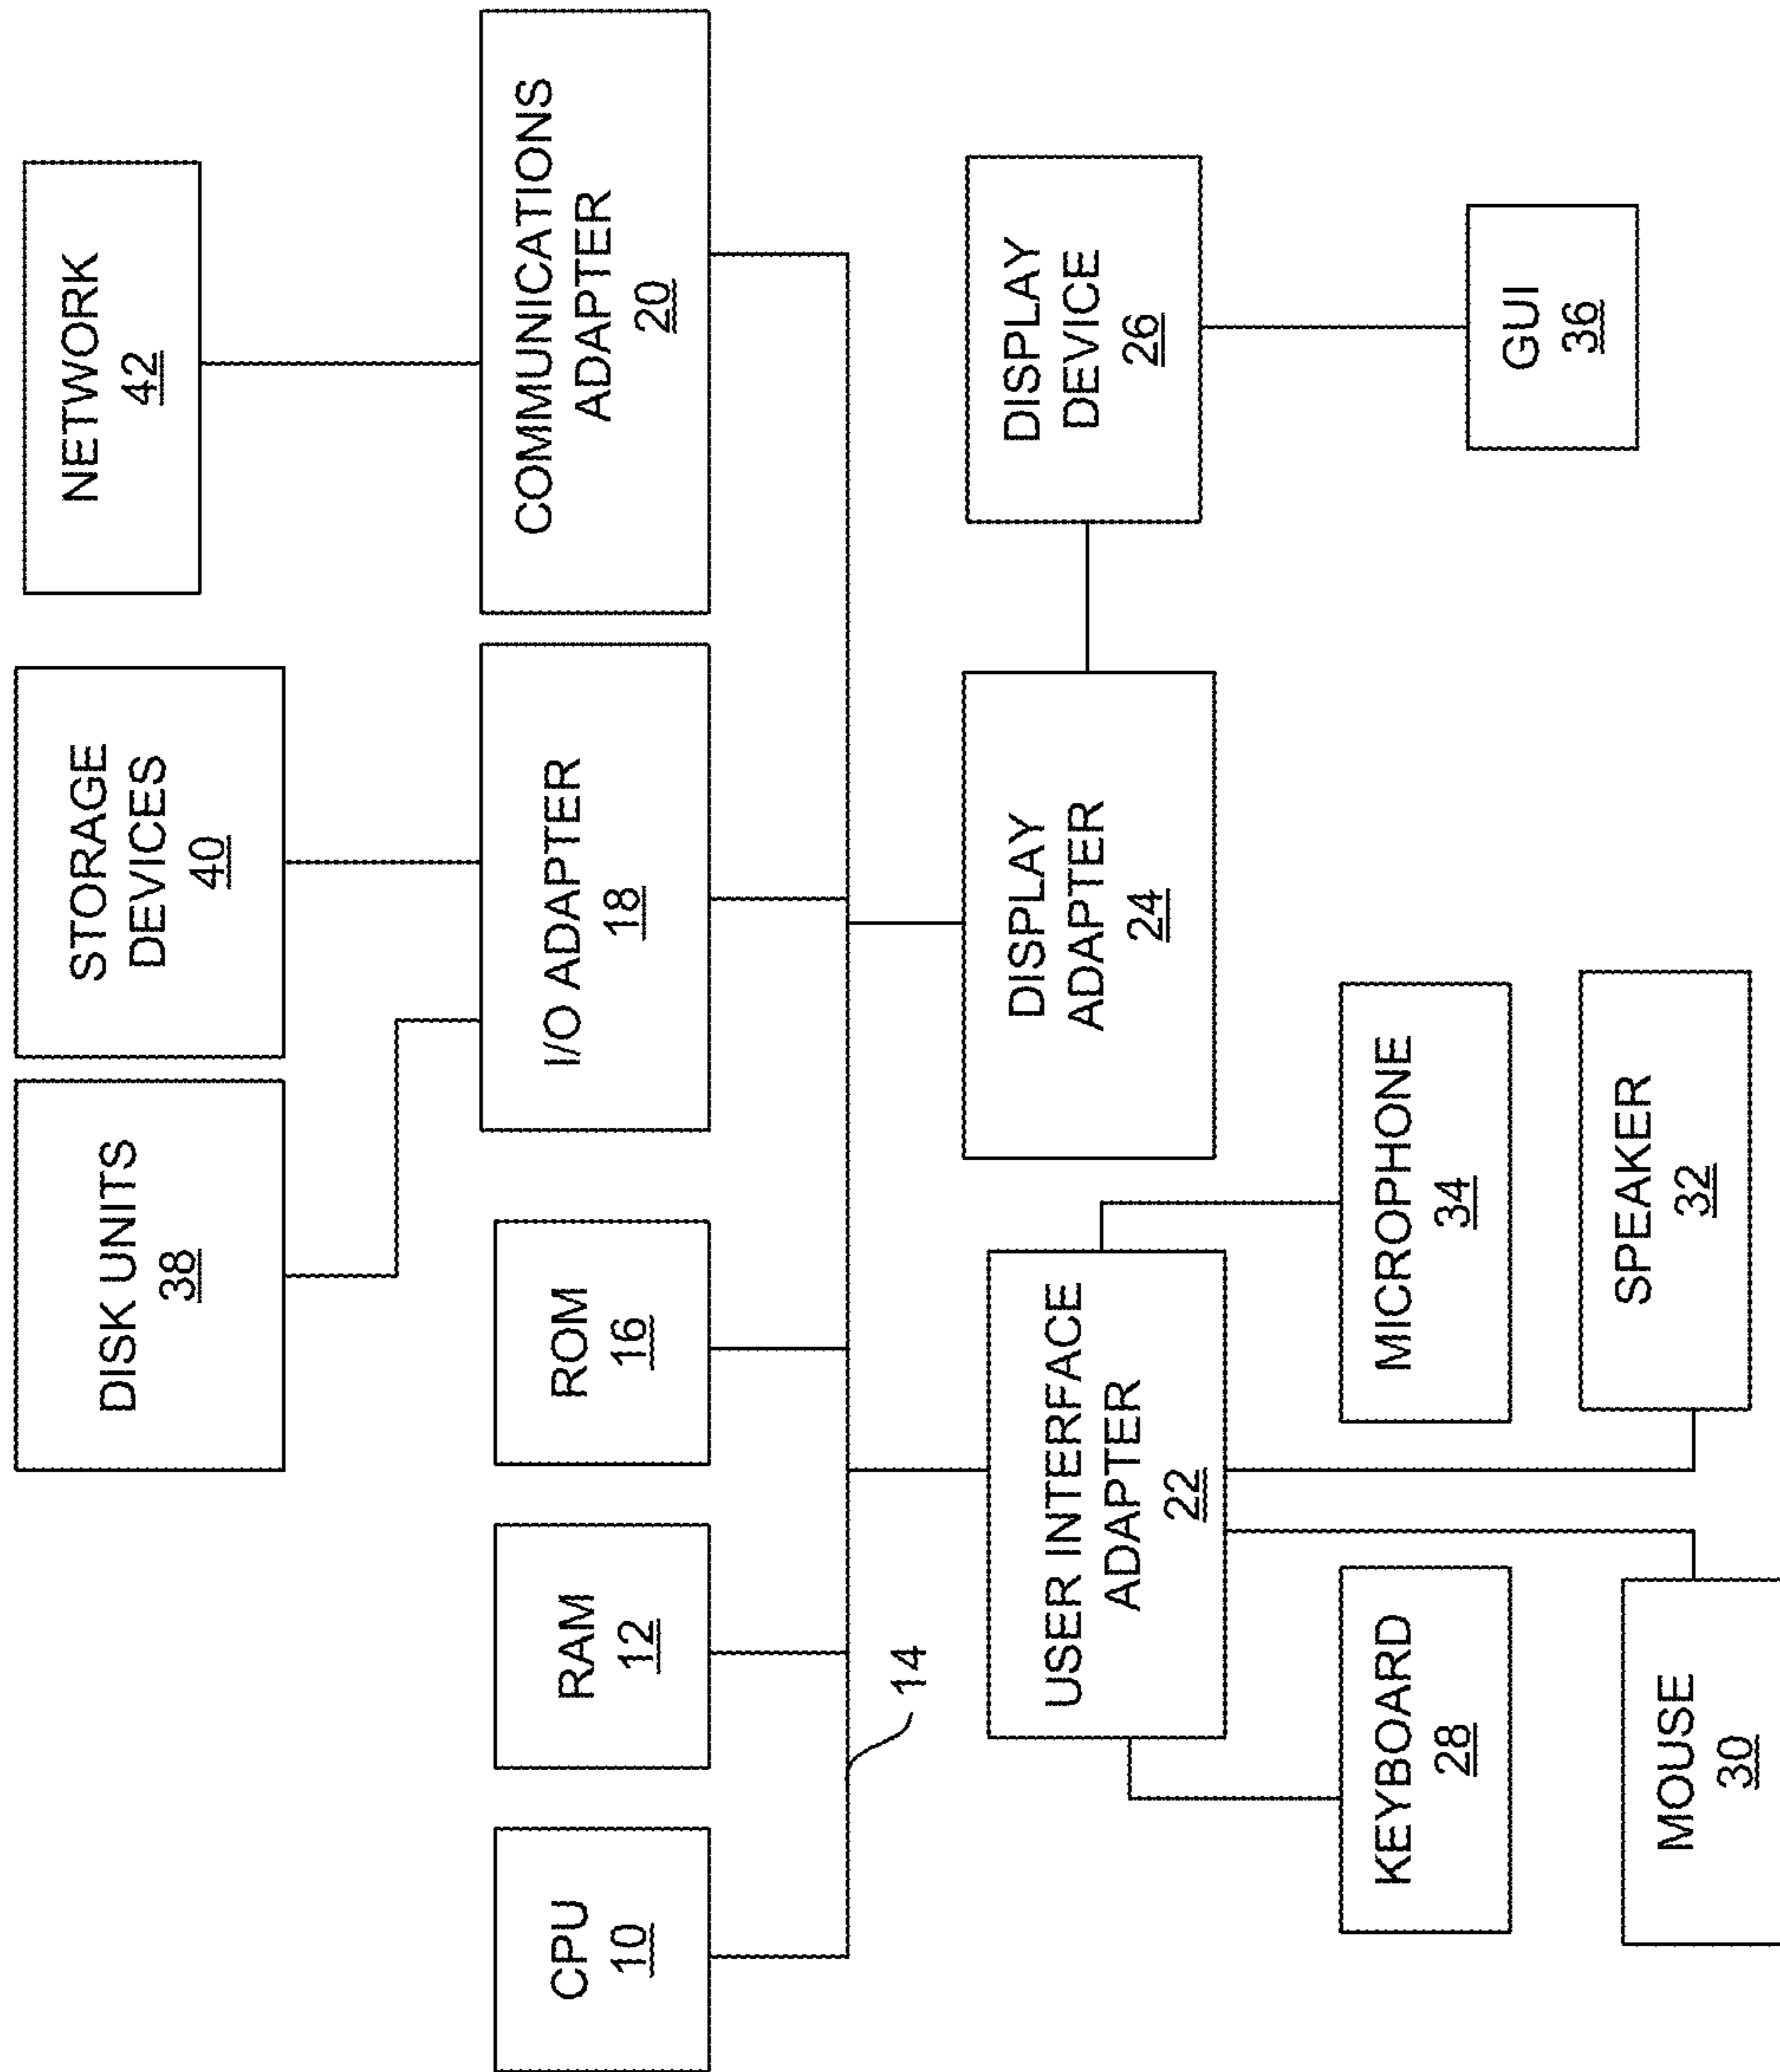 DISK UNITS
38
STORAGE
DEVICES
40
NETWORK
42
CPU
10
RAM
12
ROM
16
I/O ADAPTER
18
COMMUNICATIONS
ADAPTER
20
14
USER INTERFACE
ADAPTER
22
DISPLAY
ADAPTER
24
DISPLAY
DEVICE
26
KEYBOARD
28
MICROPHONE
34
GUI
36
MOUSE
30
SPEAKER
32